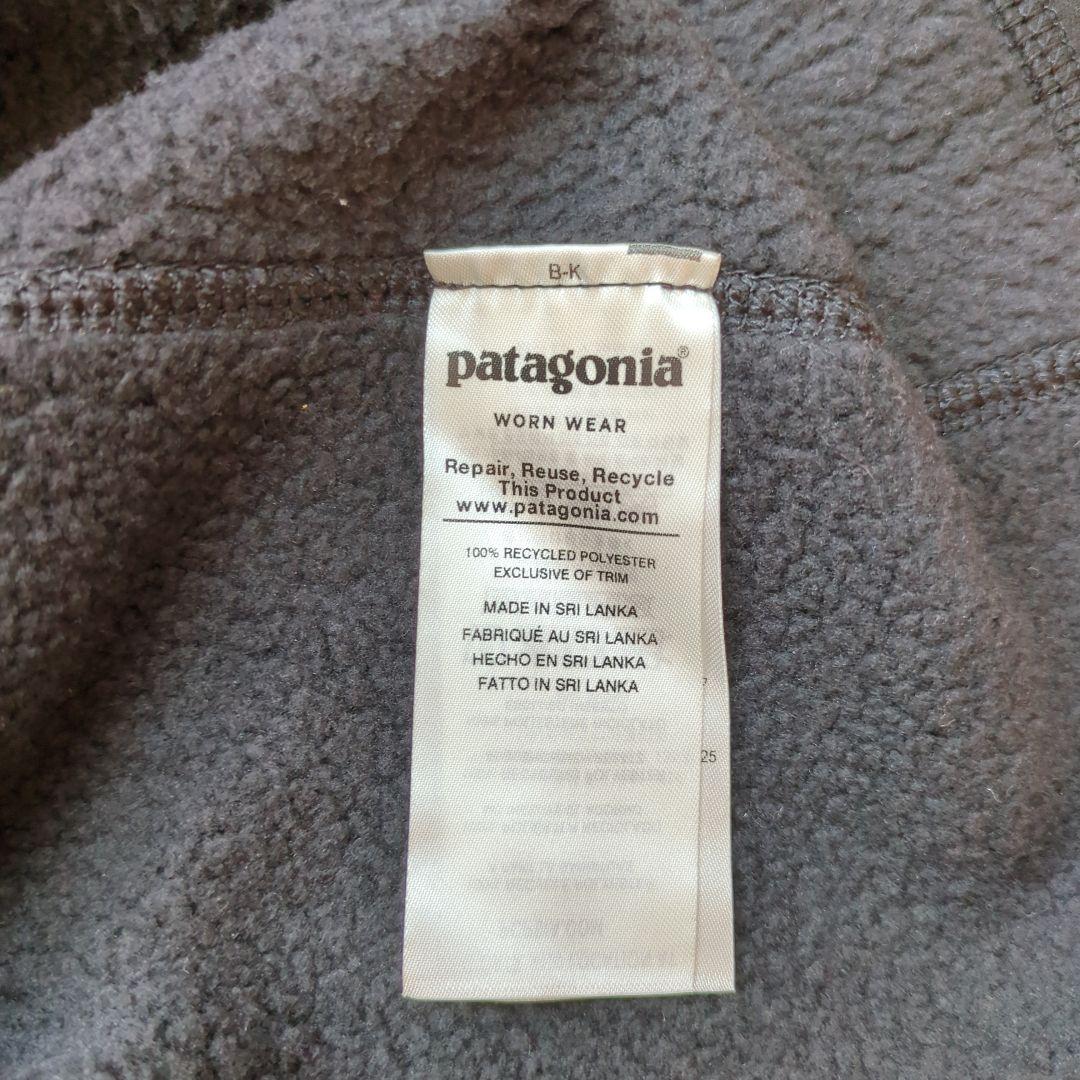 B-K
patagonia®
WORN WEAR
Repair, Reuse, Recycle
This Product
www.patagonia.com
100% RECYCLED POLYESTER
EXCLUSIVE OF TRIM
MADE IN SRI LANKA
FABRIQUÉ AU SRI LANKA
HECHO EN SRI LANKA
FATTO IN SRI LANKA
25